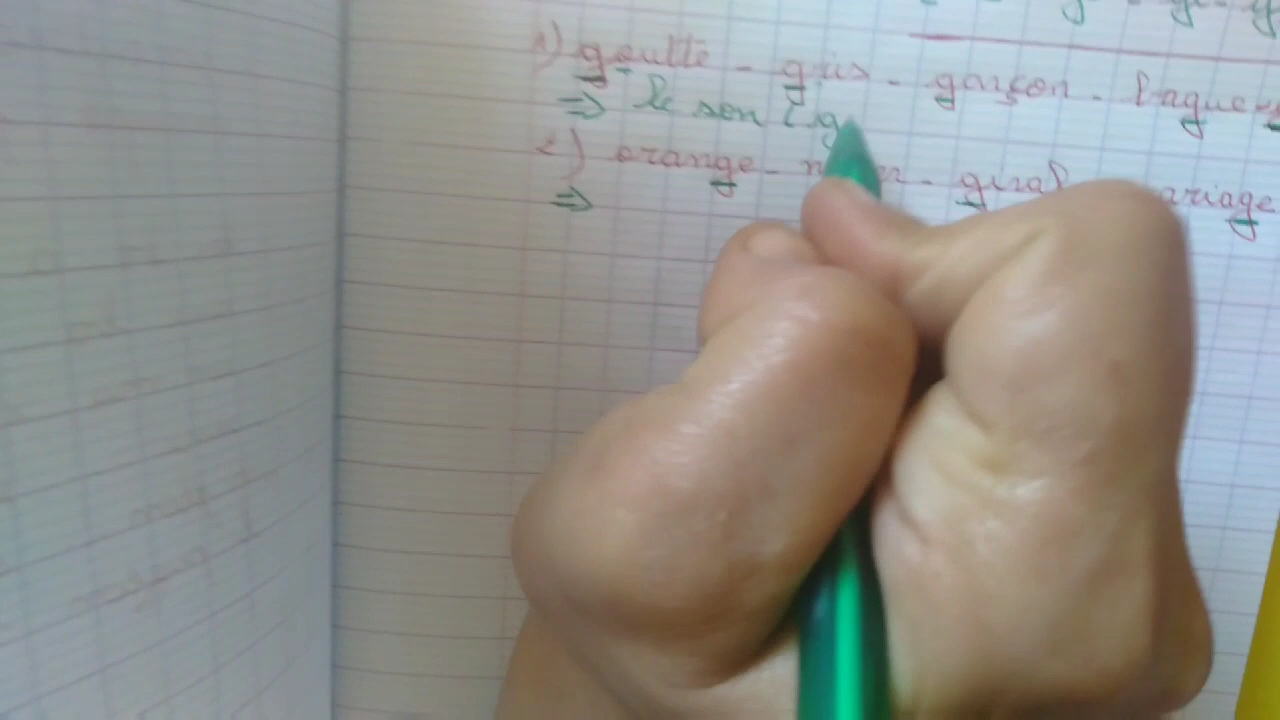 1) goutte - gris - garçon - bague -
⇒ le son [g
2) orange - - giraf ariage
⇒